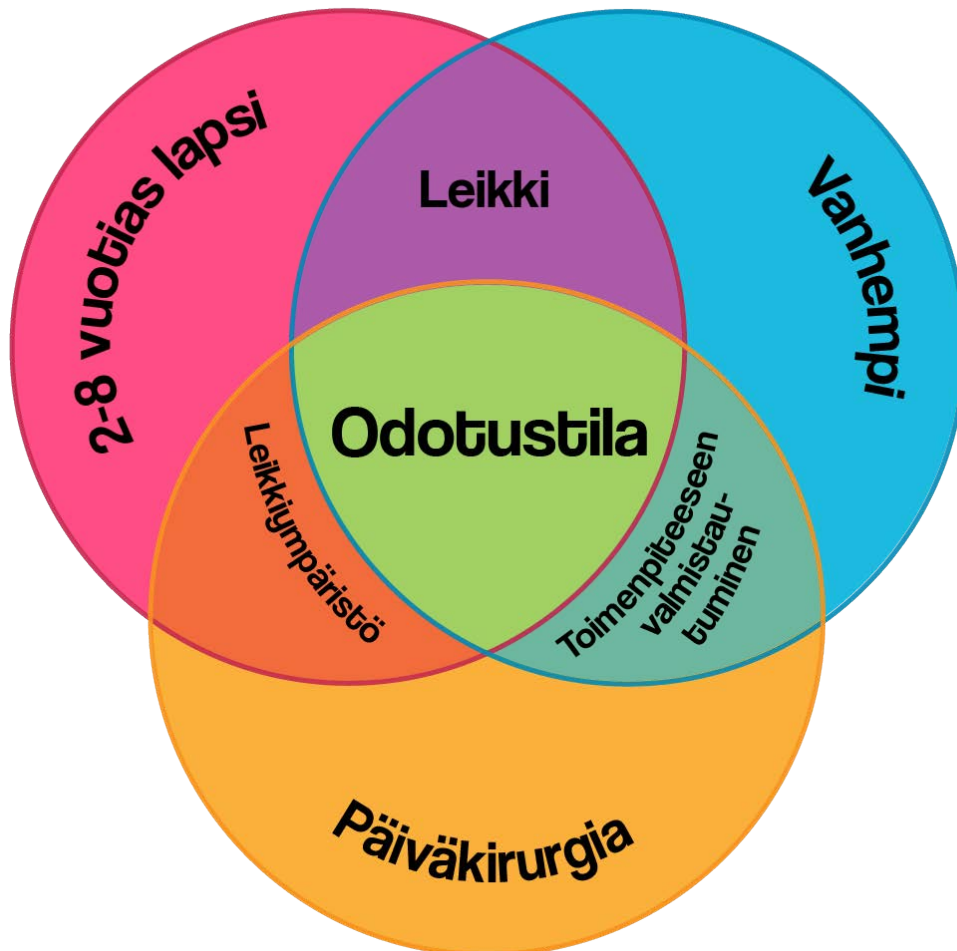 2-8 vuotias lapsi
Leikki
Vanhempi
Odotustila
Leikkiympäristö
Toimenpiteeseen
valmistau-
tuminen
Päiväkirurgia